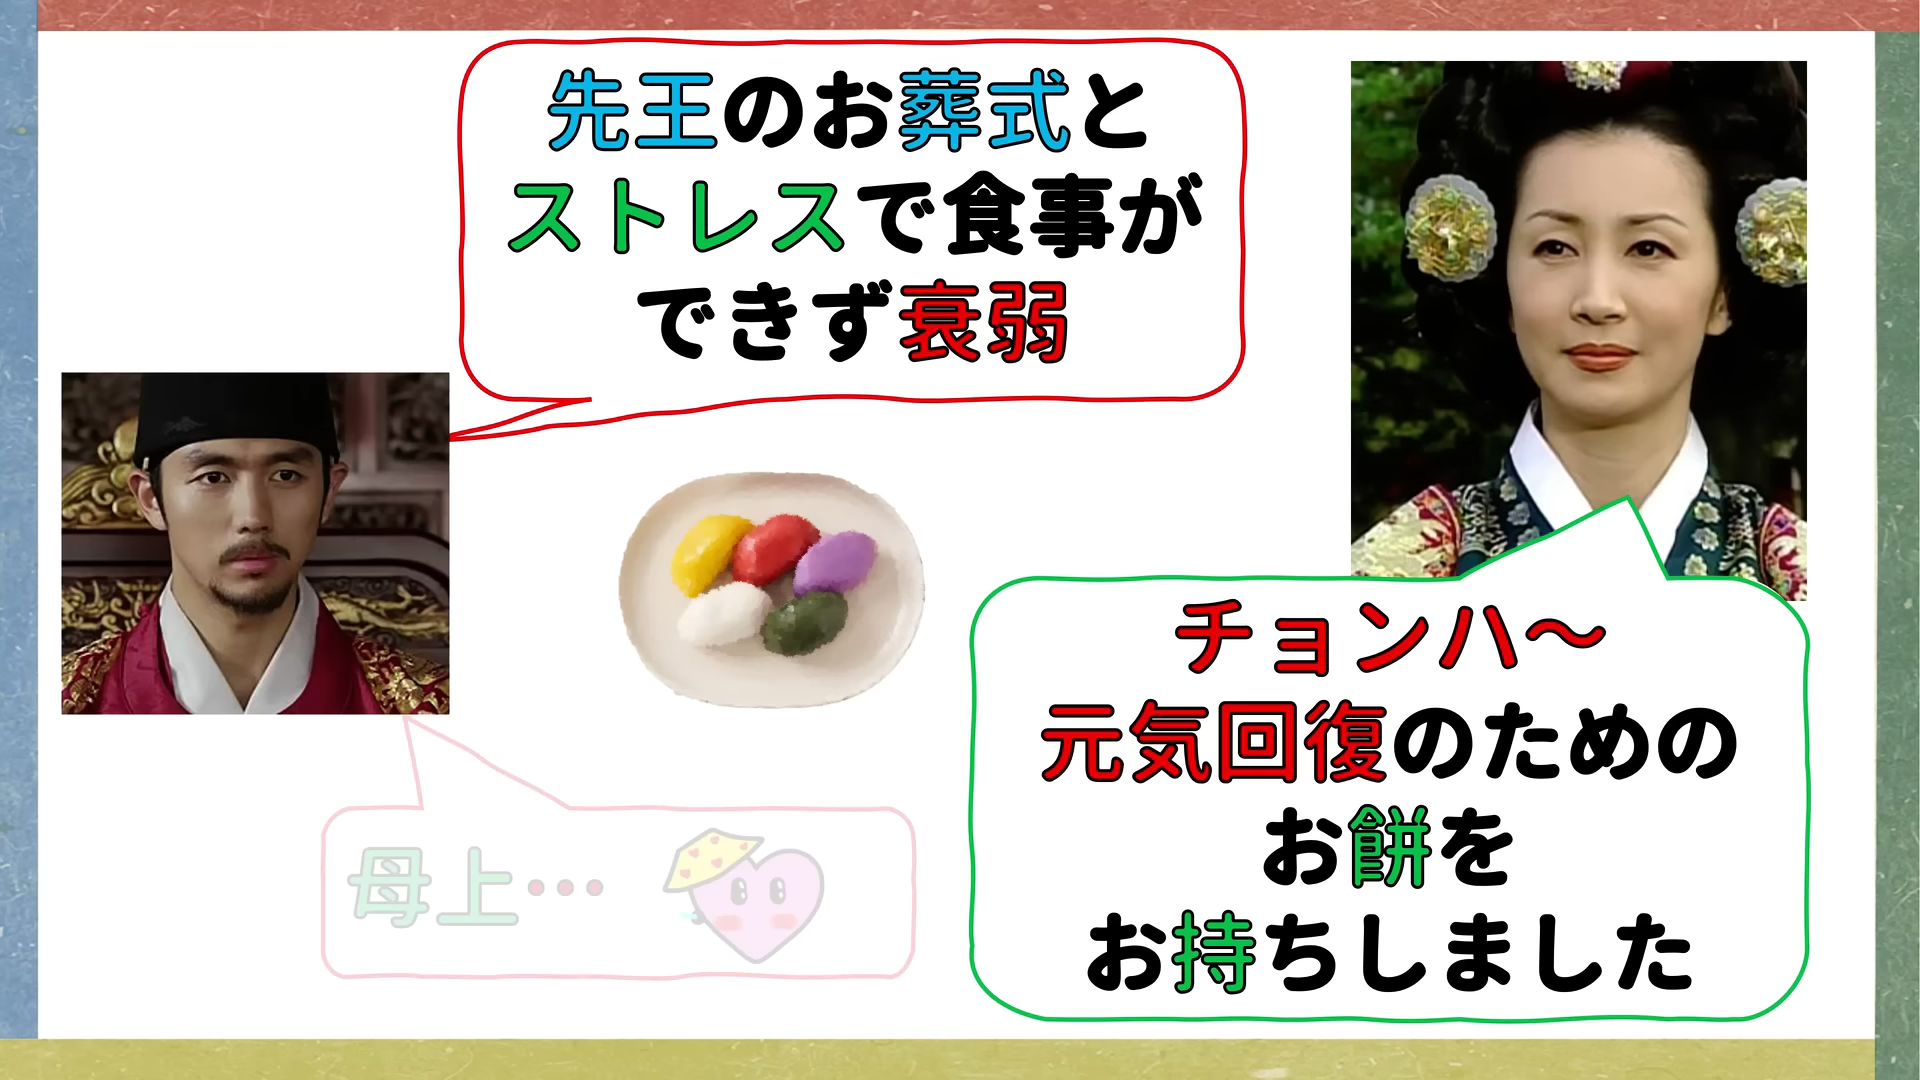 先王のお葬式と
ストレスで食事が
できず衰弱
チョンハ～
元気回復のための
お餅を
お持ちしました
母上…